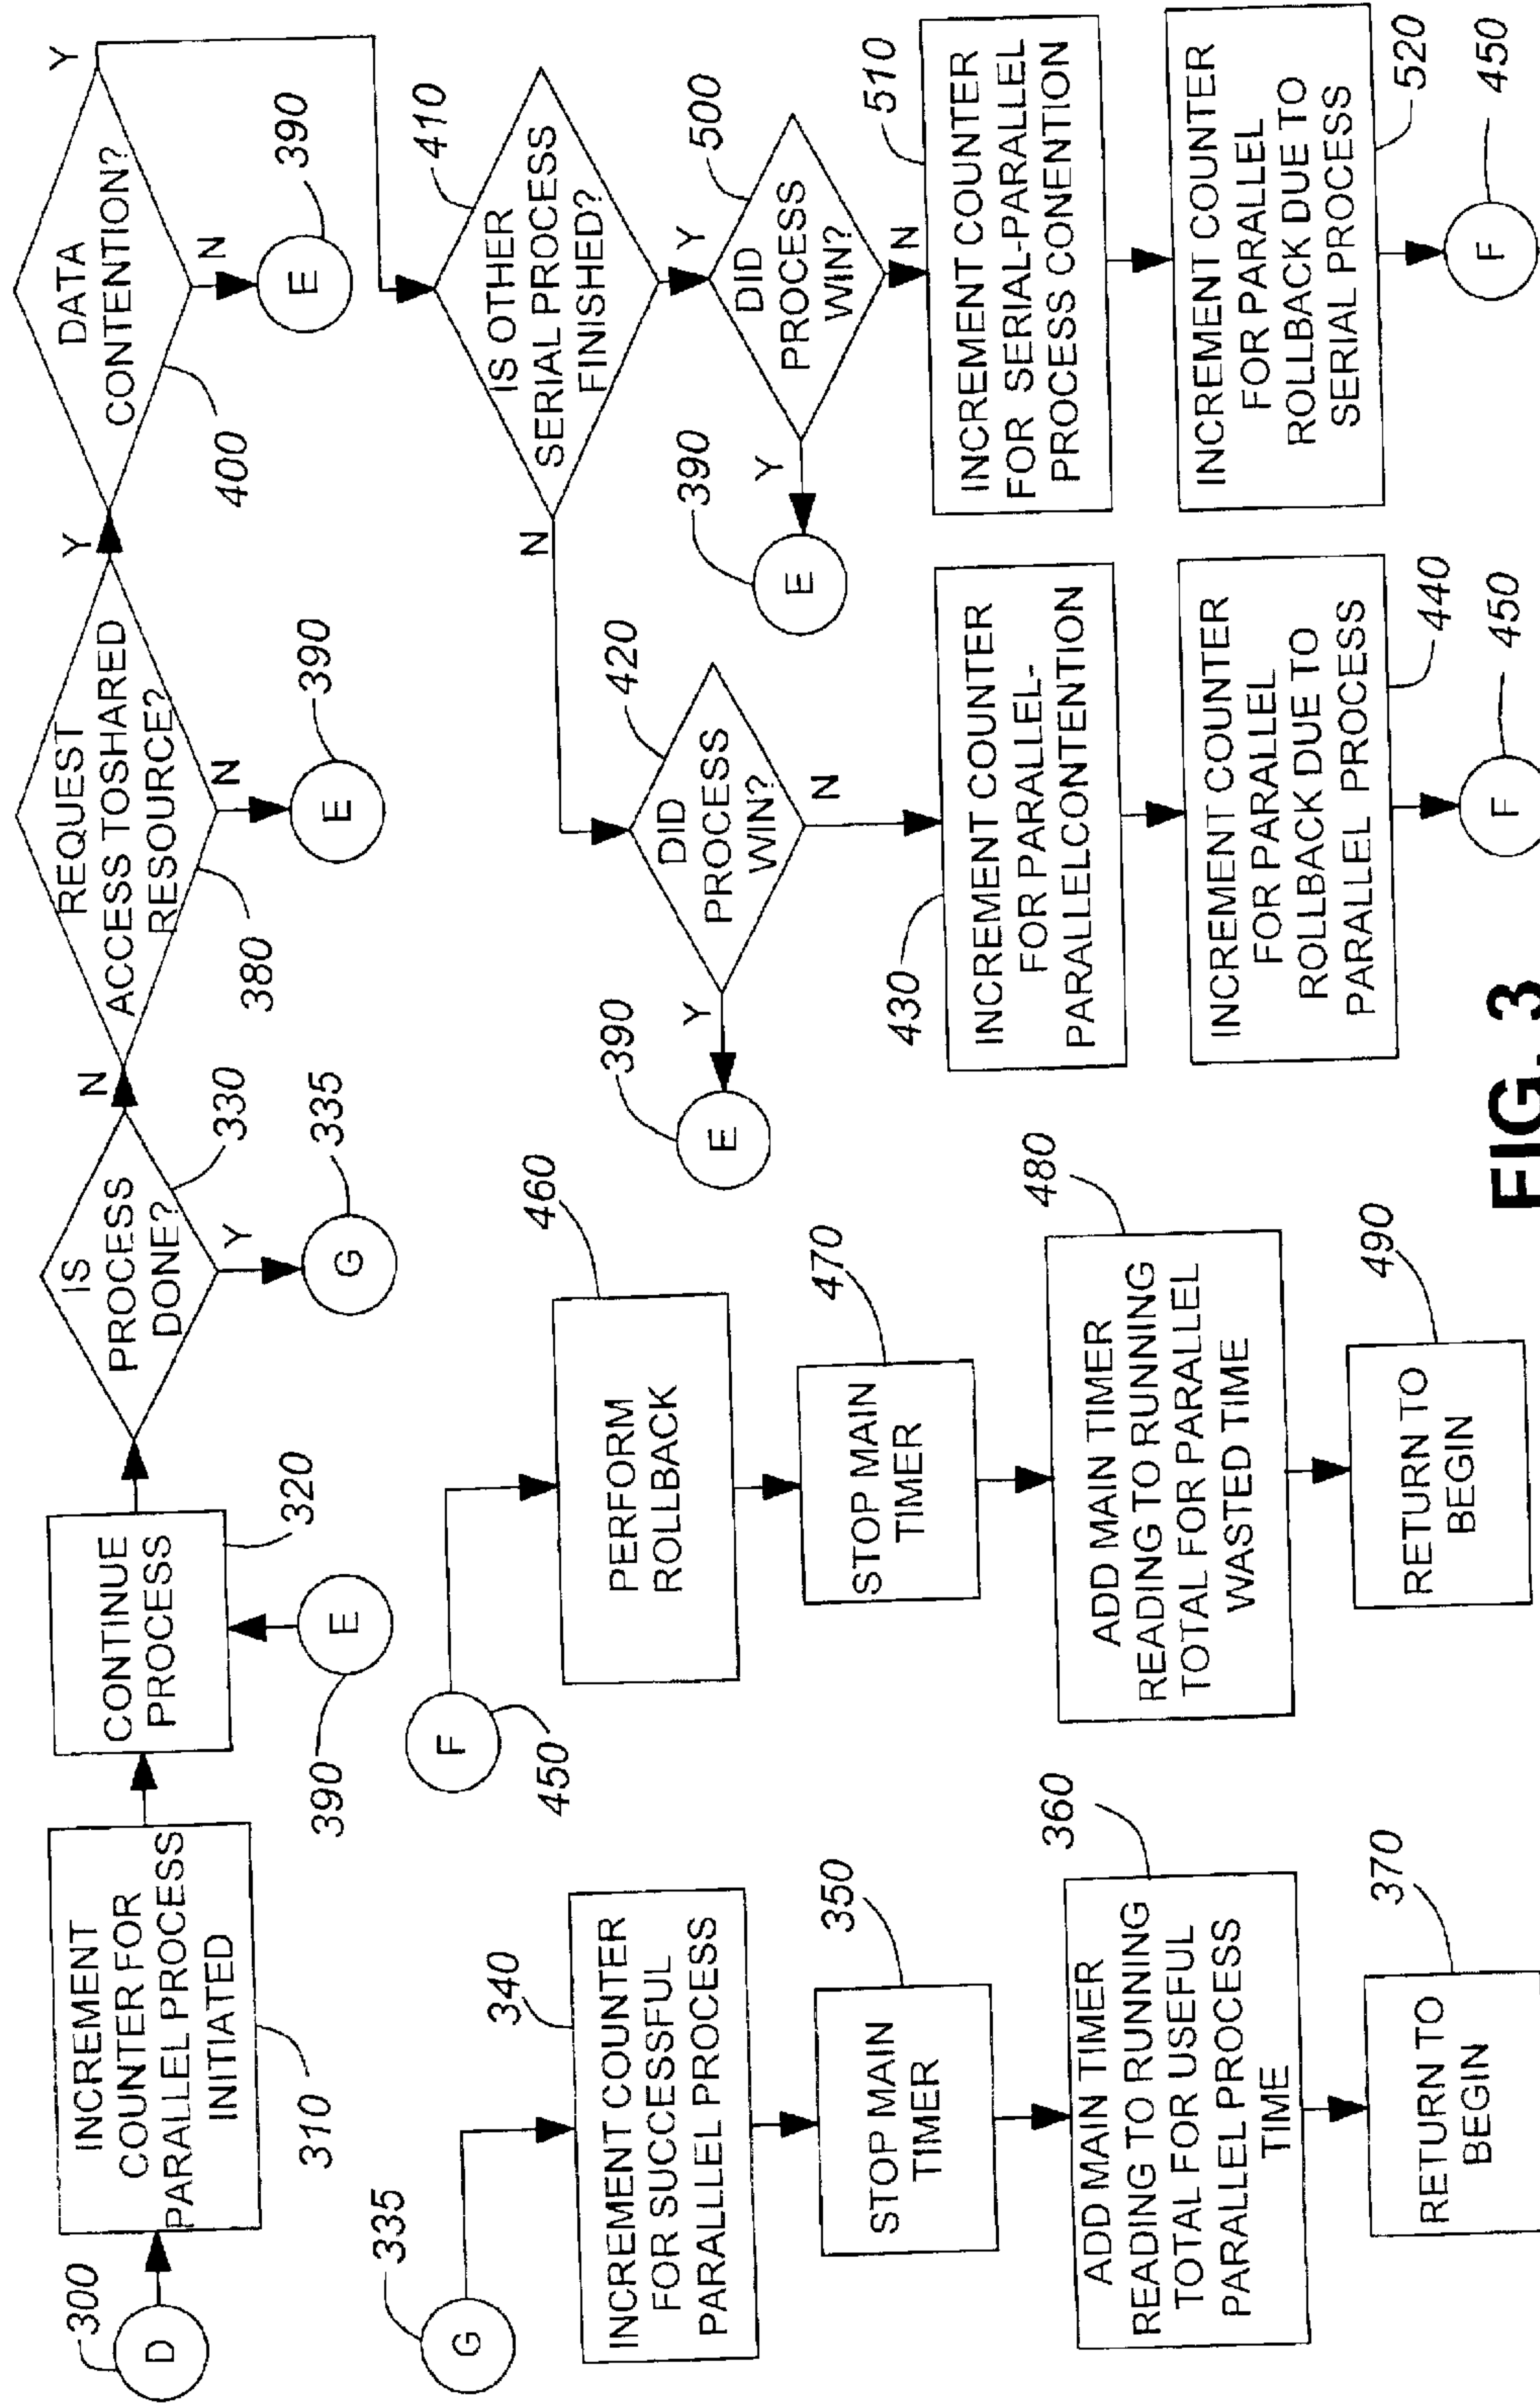 300
D
INCREMENT
COUNTER FOR
PARALLEL PROCESS
INITIATED
310
CONTINUE
PROCESS
320
E
390
IS
PROCESS
DONE?
330
N
Y
G
335
REQUEST
ACCESS TOSHARED
RESOURCE?
380
Y
N
E
390
DATA
CONTENTION?
400
Y
N
E
390
IS OTHER
SERIAL PROCESS
FINISHED?
410
N
Y
DID
PROCESS
WIN?
420
Y
E
390
N
INCREMENT COUNTER
FOR PARALLEL-
PARALLELCONTENTION
430
INCREMENT COUNTER
FOR PARALLEL
ROLLBACK DUE TO
PARALLEL PROCESS
440
F
450
DID
PROCESS
WIN?
500
Y
E
390
N
INCREMENT COUNTER
FOR SERIAL-PARALLEL
PROCESS CONENTION
510
INCREMENT COUNTER
FOR PARALLEL
ROLLBACK DUE TO
SERIAL PROCESS
520
F
450
G
335
INCREMENT COUNTER
FOR SUCCESSFUL
PARALLEL PROCESS
340
STOP MAIN
TIMER
350
ADD MAIN TIMER
READING TO RUNNING
TOTAL FOR USEFUL
PARALLEL PROCESS
TIME
360
RETURN TO
BEGIN
370
F
450
PERFORM
ROLLBACK
460
STOP MAIN
TIMER
470
ADD MAIN TIMER
READING TO RUNNING
TOTAL FOR PARALLEL
WASTED TIME
480
RETURN TO
BEGIN
490
FIG. 3